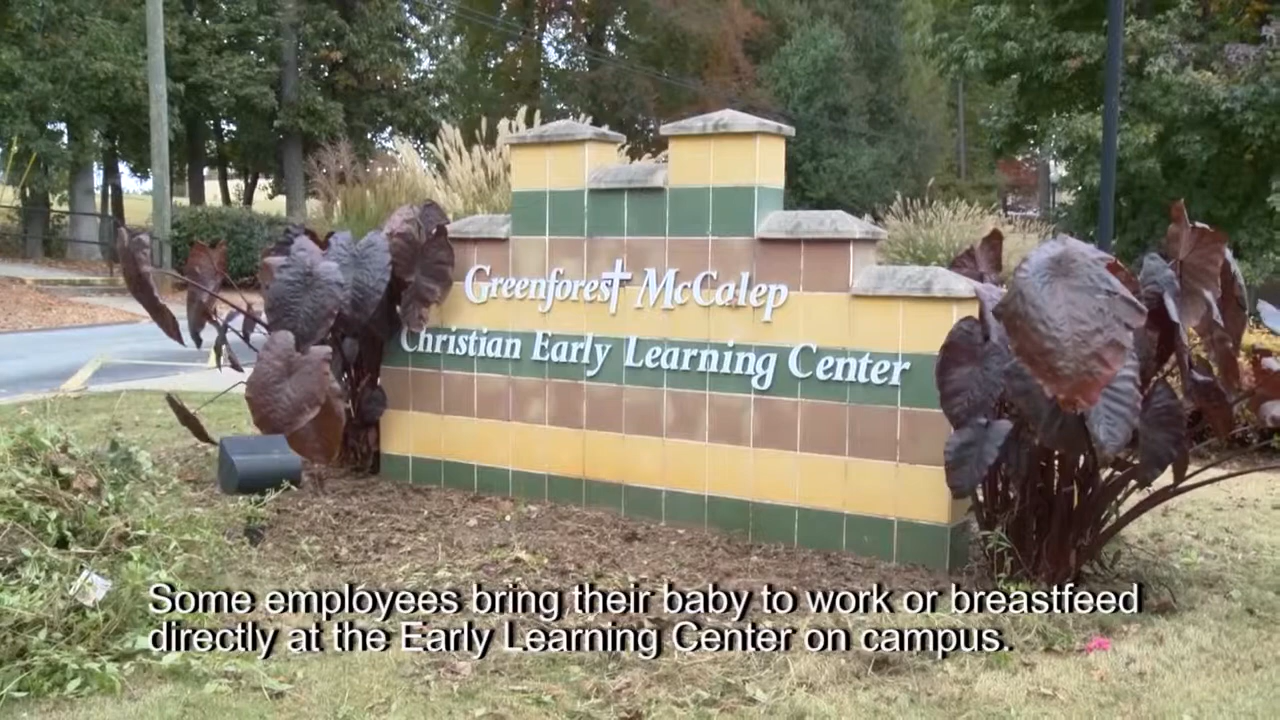 Greenforest McCalep
Christian Early Learning Center
Some employees bring their baby to work or breastfeed
directly at the Early Learning Center on campus.